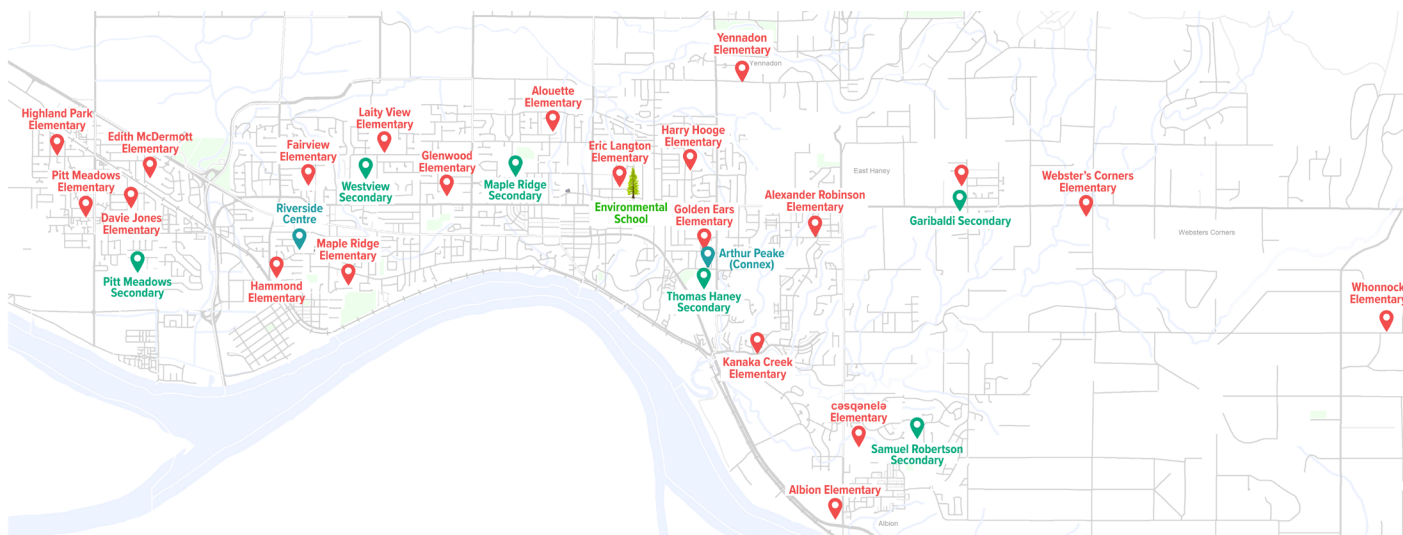 Yennadon
Elementary
Yennadon
Alouette
Elementary
Highland Park
Elementary
Laity View
Elementary
Edith McDermott
Elementary
Harry Hooge
Elementary
Fairview
Elementary
Eric Langton
Elementary
Glenwood
Elementary
Pitt Meadows
Elementary
Westview
Secondary
Maple Ridge
Secondary
East Haney
Webster's Corners
Elementary
Alexander Robinson
Elementary
Davie Jones
Elementary
Riverside
Centre
Environmental
School
Golden Ears
Elementary
Garibaldi Secondary
Websters Corners
Maple Ridge
Elementary
Arthur Peake
(Connex)
Pitt Meadows
Secondary
Hammond
Elementary
Thomas Haney
Secondary
Whonnock
Elementary
Kanaka Creek
Elementary
cəsqənelə
Elementary
Samuel Robertson
Secondary
Albion Elementary
Albion